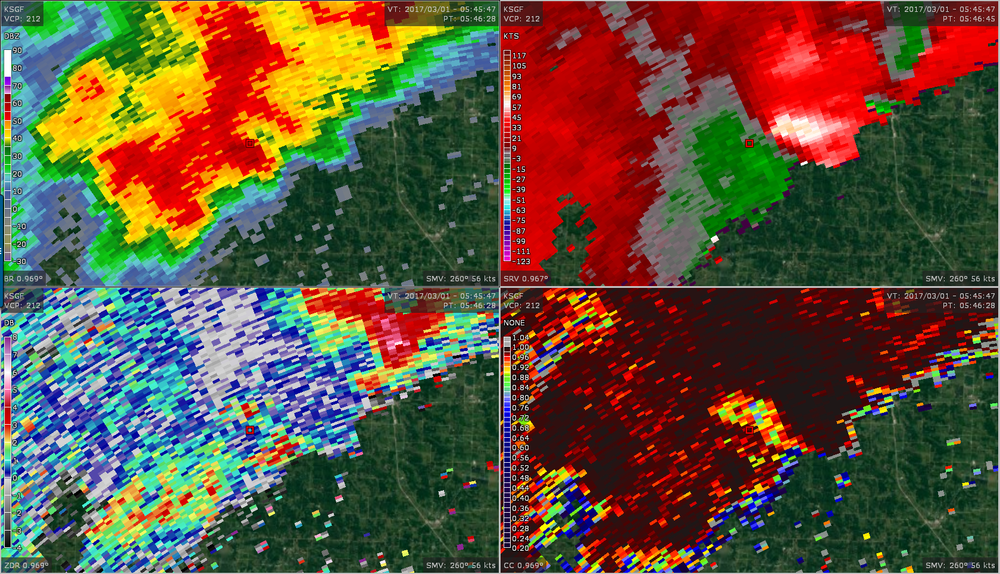 KSGF
VCP: 212
VT: 2017/03/01 - 05:45:47
PT: 05:46:28
DBZ
90
80
70
60
50
40
30
20
10
0
-10
-20
-30
BR 0.969°
SMV: 260° 56 kts
KSGF
VCP: 212
VT: 2017/03/01 - 05:45:47
PT: 05:46:45
KTS
117
105
93
81
69
57
45
33
21
9
-3
-15
-27
-39
-51
-63
-75
-87
-99
-111
-123
SRV 0.967°
SMV: 260° 56 kts
KSGF
VCP: 212
VT: 2017/03/01 - 05:45:47
PT: 05:46:28
DB
8
7
6
5
4
3
2
1
0
-1
-2
-3
-4
ZDR 0.969°
SMV: 260° 56 kts
KSGF
VCP: 212
VT: 2017/03/01 - 05:45:47
PT: 05:46:28
NONE
1.04
1.00
0.96
0.92
0.88
0.84
0.80
0.76
0.72
0.68
0.64
0.60
0.56
0.52
0.48
0.44
0.40
0.36
0.32
0.28
0.24
0.20
CC 0.969°
SMV: 260° 56 kts